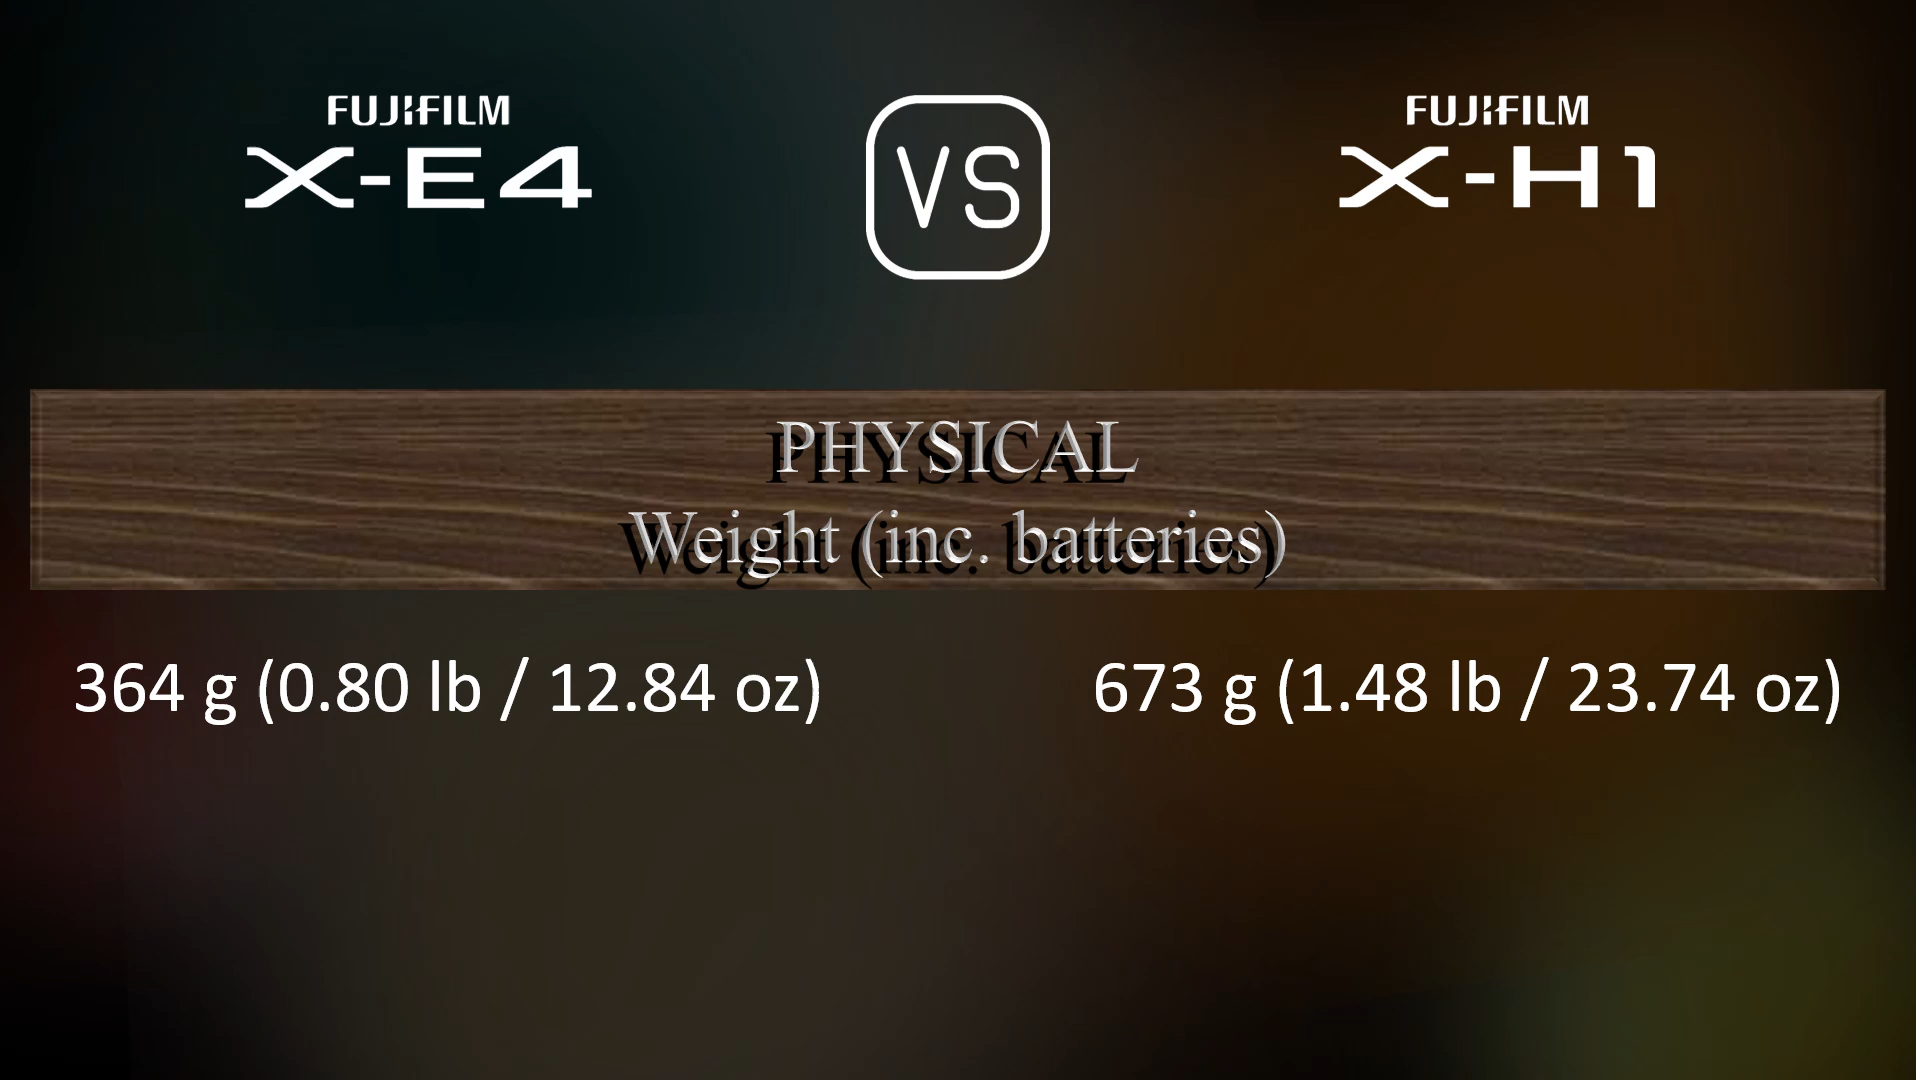 FUJIFILM
X-E4
VS
FUJIFILM
X-H1
PHYSICAL
Weight (inc. batteries)
364 g (0.80 lb / 12.84 oz)
673 g (1.48 lb / 23.74 oz)